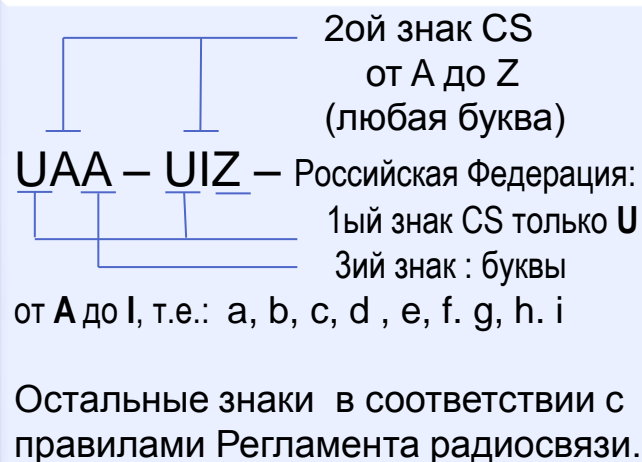 2ой знак CS
от A до Z
(любая буква)
UAA – UIZ – Российская Федерация:
1ый знак CS только U
3ий знак : буквы
от A до I, т.е.: a, b, c, d , e, f. g, h. i
Остальные знаки в соответствии с
правилами Регламента радиосвязи.